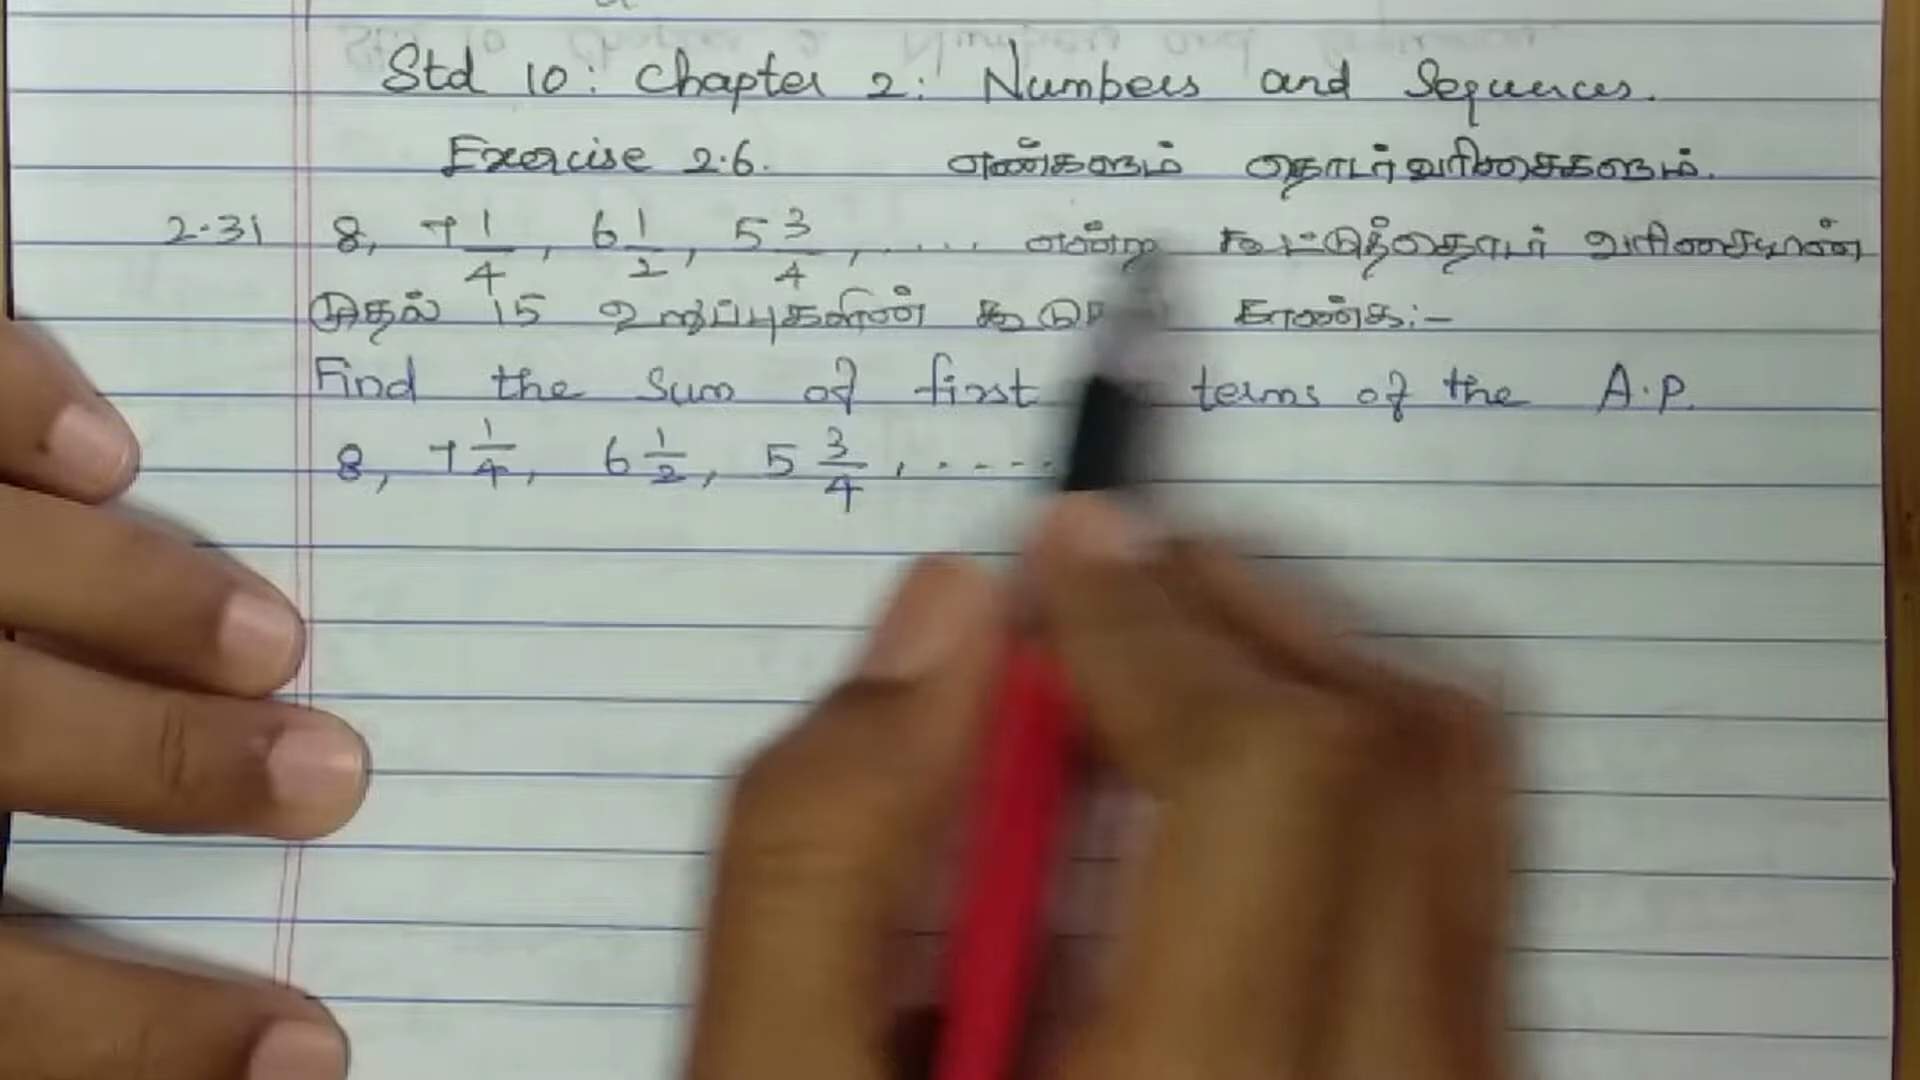 Std 10: Chapter 2: Numbers and Sequences.
Exercise 2.6. எண்களும் தொடர்வரிசைகளும்.
2.31 8, 7 1/4, 6 1/2, 5 3/4, .... என்ற கூட்டுத்தொடர் வரிசையின்
முதல் 15 உறுப்புகளின் காண்க:-
Find the Sum of first terms of the A.P.
8, 7 1/4, 6 1/2, 5 3/4, .....